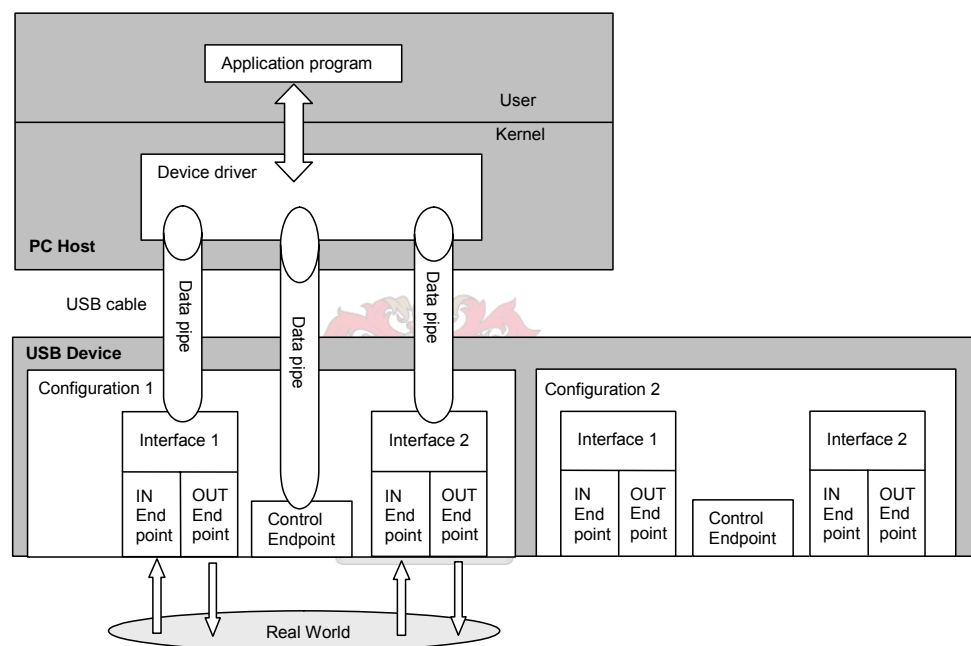 Application program
User
Kernel
Device driver
PC Host
USB cable
Data pipe
Data pipe
Data pipe
USB Device
Configuration 1
Interface 1
IN
End
point
OUT
End
point
Control
Endpoint
Interface 2
IN
End
point
OUT
End
point
Configuration 2
Interface 1
IN
End
point
OUT
End
point
Control
Endpoint
Interface 2
IN
End
point
OUT
End
point
Real World